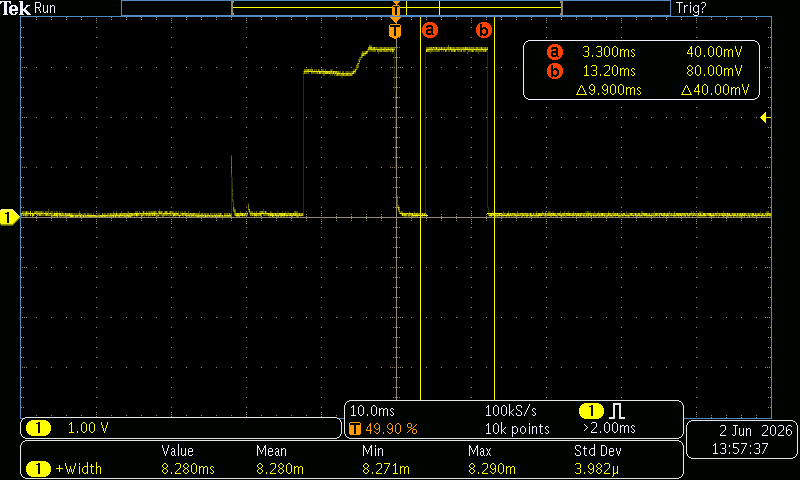 Tek Run Trig?
T
T a b
a 3.300ms 40.00mV
b 13.20ms 80.00mV
△9.900ms △40.00mV
1
1 1.00 V
10.0ms 100kS/s 1
T 49.90 % 10k points >2.00ms
2 Jun 2026
13:57:37
Value Mean Min Max Std Dev
1 +Width 8.280ms 8.280m 8.271m 8.290m 3.982µ